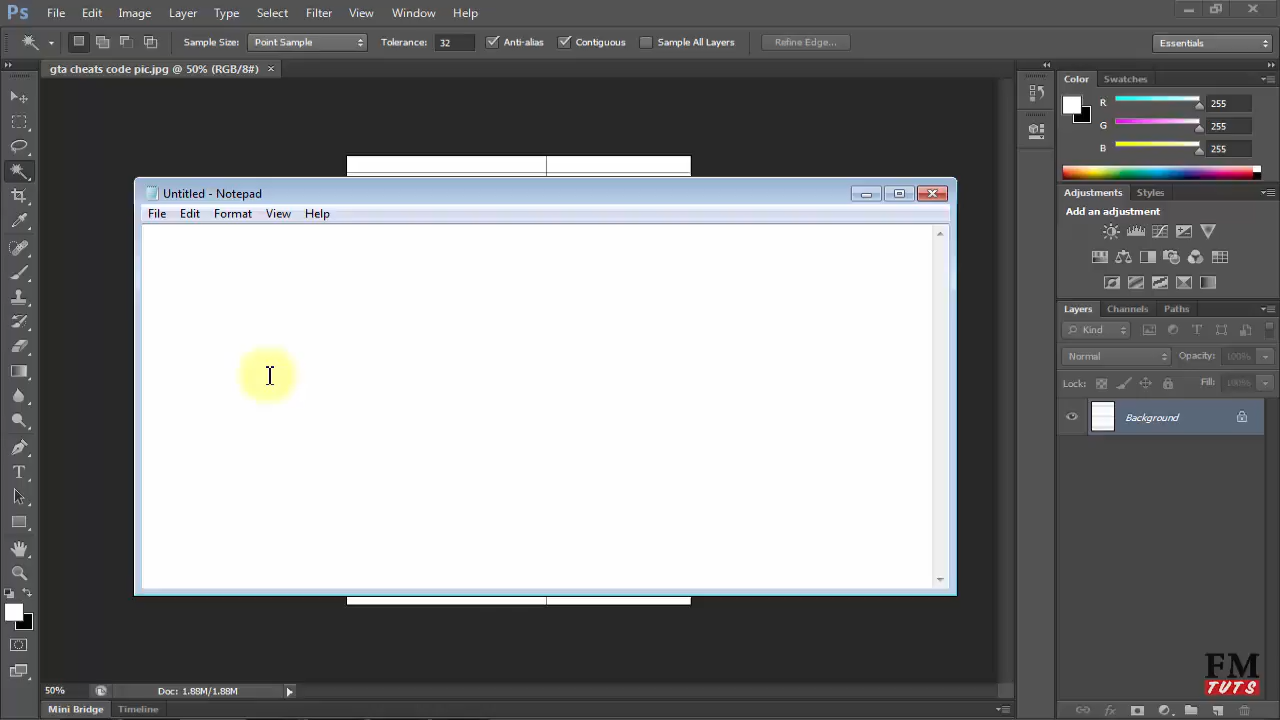 Ps File Edit Image Layer Type Select Filter View Window Help
Sample Size: Point Sample Tolerance: 32 Anti-alias Contiguous Sample All Layers Refine Edge... Essentials
gta cheats code pic.jpg @ 50% (RGB/8#) ×
Color Swatches
R 255
G 255
B 255
Adjustments Styles
Add an adjustment
Untitled - Notepad
File Edit Format View Help
Layers Channels Paths
Kind
Normal Opacity: 100%
Lock: Fill: 100%
Background
50% Doc: 1.88M/1.88M
Mini Bridge Timeline
FM
TUTS